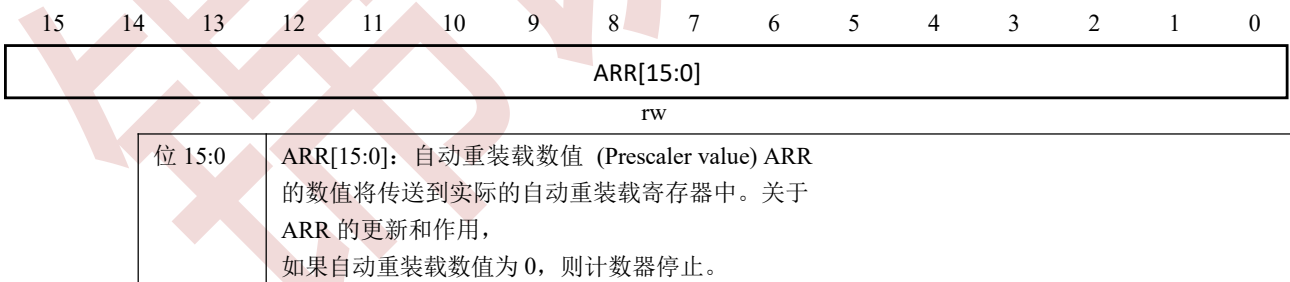 15 14 13 12 11 10 9 8 7 6 5 4 3 2 1 0
ARR[15:0]
rw
位 15:0 ARR[15:0]：自动重装载数值 (Prescaler value) ARR
的数值将传送到实际的自动重装载寄存器中。关于
ARR 的更新和作用，
如果自动重装载数值为 0，则计数器停止。